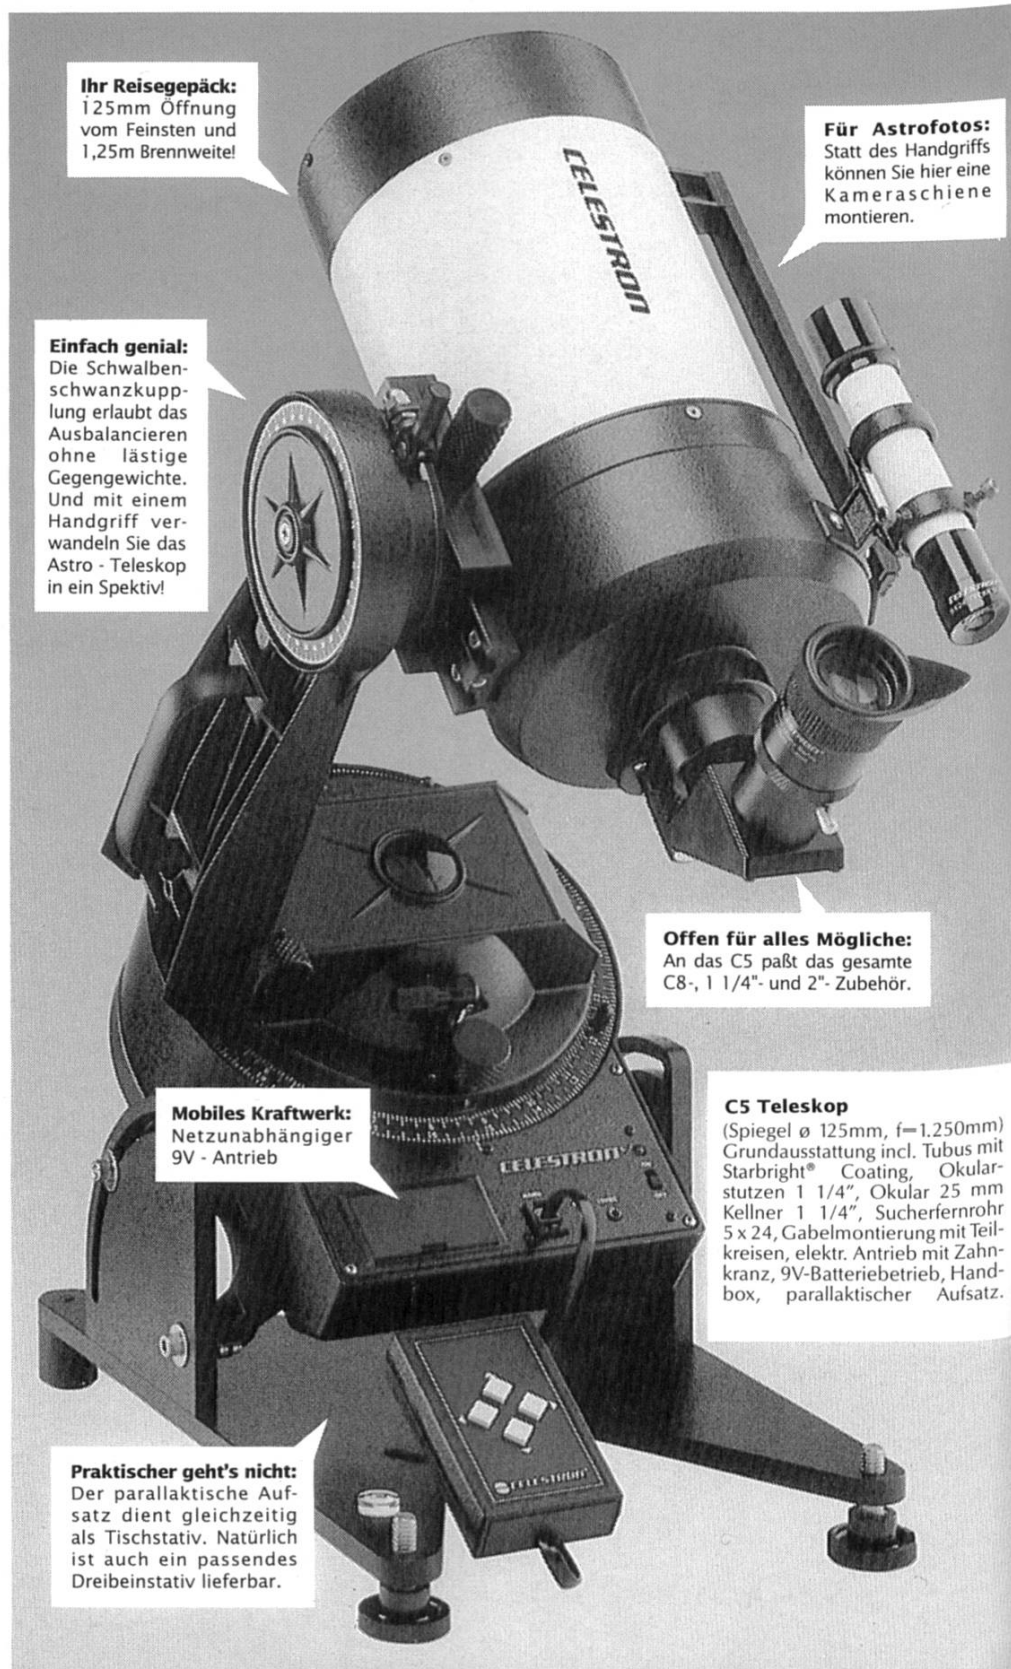 Ihr Reisegepäck:
125mm Öffnung
vom Feinsten und
1,25m Brennweite!
Für Astrofotos:
Statt des Handgriffs
können Sie hier eine
Kameraschiene
montieren.
CELESTRON
Einfach genial:
Die Schwalben-
schwanzkupp-
lung erlaubt das
Ausbalancieren
ohne lästige
Gegengewichte.
Und mit einem
Handgriff ver-
wandeln Sie das
Astro - Teleskop
in ein Spektiv!
CELESTRON
Offen für alles Mögliche:
An das C5 paßt das gesamte
C8-, 1 1/4"- und 2"- Zubehör.
Mobiles Kraftwerk:
Netzunabhängiger
9V - Antrieb
CELESTRON
ON
OFF
C5 Teleskop
(Spiegel ø 125mm, f=1.250mm)
Grundausstattung incl. Tubus mit
Starbright® Coating, Okular-
stutzen 1 1/4", Okular 25 mm
Kellner 1 1/4", Sucherfernrohr
5 x 24, Gabelmontierung mit Teil-
kreisen, elektr. Antrieb mit Zahn-
kranz, 9V-Batteriebetrieb, Hand-
box, parallaktischer Aufsatz.
CELESTRON
Praktischer geht's nicht:
Der parallaktische Auf-
satz dient gleichzeitig
als Tischstativ. Natürlich
ist auch ein passendes
Dreibeinstativ lieferbar.